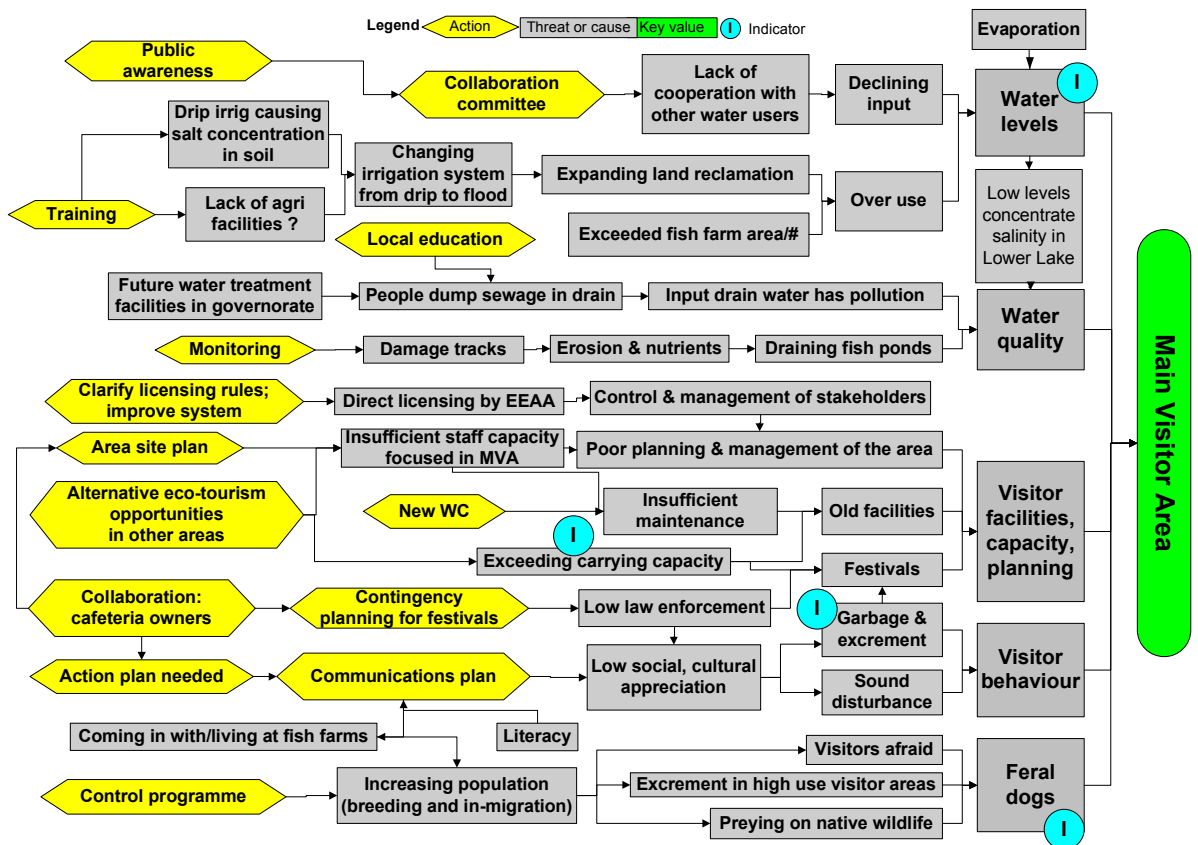 Legend
Action
Threat or cause
Key value
I
Indicator
Evaporation
Public
awareness
Collaboration
committee
Lack of
cooperation with
other water users
Declining
input
Water
levels
I
Drip irrig causing
salt concentration
in soil
Changing
irrigation system
from drip to flood
Expanding land reclamation
Over use
Low levels
concentrate
salinity in
Lower Lake
Training
Lack of agri
facilities ?
Exceeded fish farm area/#
Local education
Future water treatment
facilities in governorate
People dump sewage in drain
Input drain water has pollution
Water
quality
Monitoring
Damage tracks
Erosion & nutrients
Draining fish ponds
Main Visitor Area
Clarify licensing rules;
improve system
Direct licensing by EEAA
Control & management of stakeholders
Area site plan
Insufficient staff capacity
focused in MVA
Poor planning & management of the area
Alternative eco-tourism
opportunities
in other areas
New WC
Insufficient
maintenance
Old facilities
Visitor
facilities,
capacity,
planning
I
Exceeding carrying capacity
Festivals
Collaboration:
cafeteria owners
Contingency
planning for festivals
Low law enforcement
I
Garbage &
excrement
Action plan needed
Communications plan
Low social, cultural
appreciation
Sound
disturbance
Visitor
behaviour
Coming in with/living at fish farms
Literacy
Visitors afraid
Control programme
Increasing population
(breeding and in-migration)
Excrement in high use visitor areas
Preying on native wildlife
Feral
dogs
I